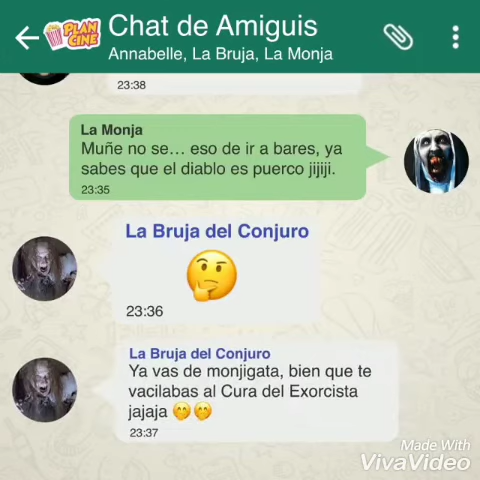 PLAN CINE
Chat de Amiguis
Annabelle, La Bruja, La Monja
23:38
La Monja
Muñe no se... eso de ir a bares, ya
sabes que el diablo es puerco jijiji.
23:35
La Bruja del Conjuro
23:36
La Bruja del Conjuro
Ya vas de monjigata, bien que te
vacilabas al Cura del Exorcista
jajaja
23:37
Made With
VivaVideo